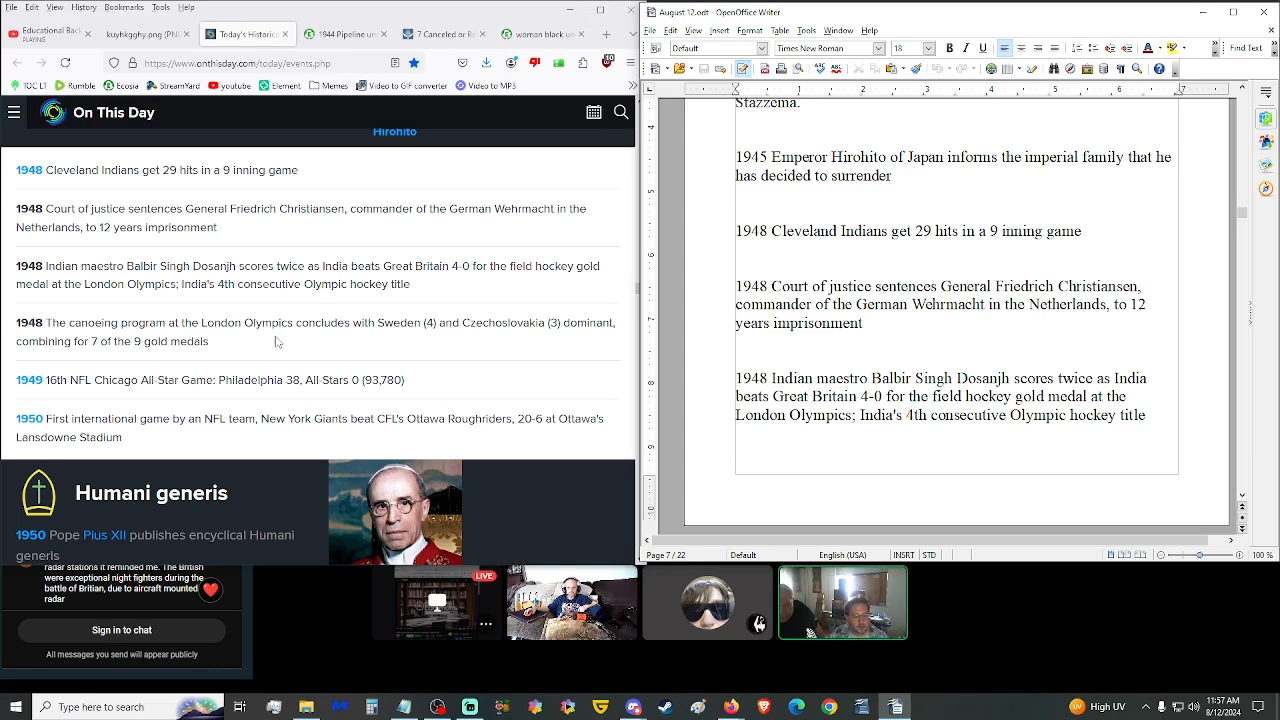 File Edit View History Bookmarks Tools Help
Educational Back
PLAYING
Today's Historica
1944 Pipeline un
7 Canceled or Ra
woman black un
https://www.onthisday.com/today/events.php
TOC LT Rumble Ecosia StreamYard youtube Element Memes Video to GIF converter Video to MP3
On This Day
Hirohito
1948 Cleveland Indians get 29 hits in a 9 inning game
1948 Court of justice sentences General Friedrich Christiansen, commander of the German Wehrmacht in the
Netherlands, to 12 years imprisonment
1948 Indian maestro Balbir Singh Dosanjh scores twice as India beats Great Britain 4-0 for the field hockey gold
medal at the London Olympics; India's 4th consecutive Olympic hockey title
1948 The canoeing program at the London Olympics concludes with Sweden (4) and Czechoslovakia (3) dominant,
combining for 7 of the 9 gold medals
1949 16th NFL Chicago All-Star Game: Philadelphia 38, All-Stars 0 (93,780)
1950 First international game by an NFL team, New York Giants beat CFL's Ottawa Roughriders, 20-6 at Ottawa's
Lansdowne Stadium
Humani generis
1950 Pope Pius XII publishes encyclical Humani
generis
radar stations it reminded me. The British
were exceptional night fighters during the
battle of Britian, due to aircraft mounted
radar
Sign in to chat
All messages you send will appear publicly
August 12.odt - OpenOffice Writer
File Edit View Insert Format Table Tools Window Help
Default Times New Roman 18 Find Text
Stazzema.
1945 Emperor Hirohito of Japan informs the imperial family that he
has decided to surrender
1948 Cleveland Indians get 29 hits in a 9 inning game
1948 Court of justice sentences General Friedrich Christiansen,
commander of the German Wehrmacht in the Netherlands, to 12
years imprisonment
1948 Indian maestro Balbir Singh Dosanjh scores twice as India
beats Great Britain 4-0 for the field hockey gold medal at the
London Olympics; India's 4th consecutive Olympic hockey title
Page 7 / 22 Default English (USA) INSRT STD 100 %
LIVE
Type here to search
High UV
11:57 AM
8/12/2024